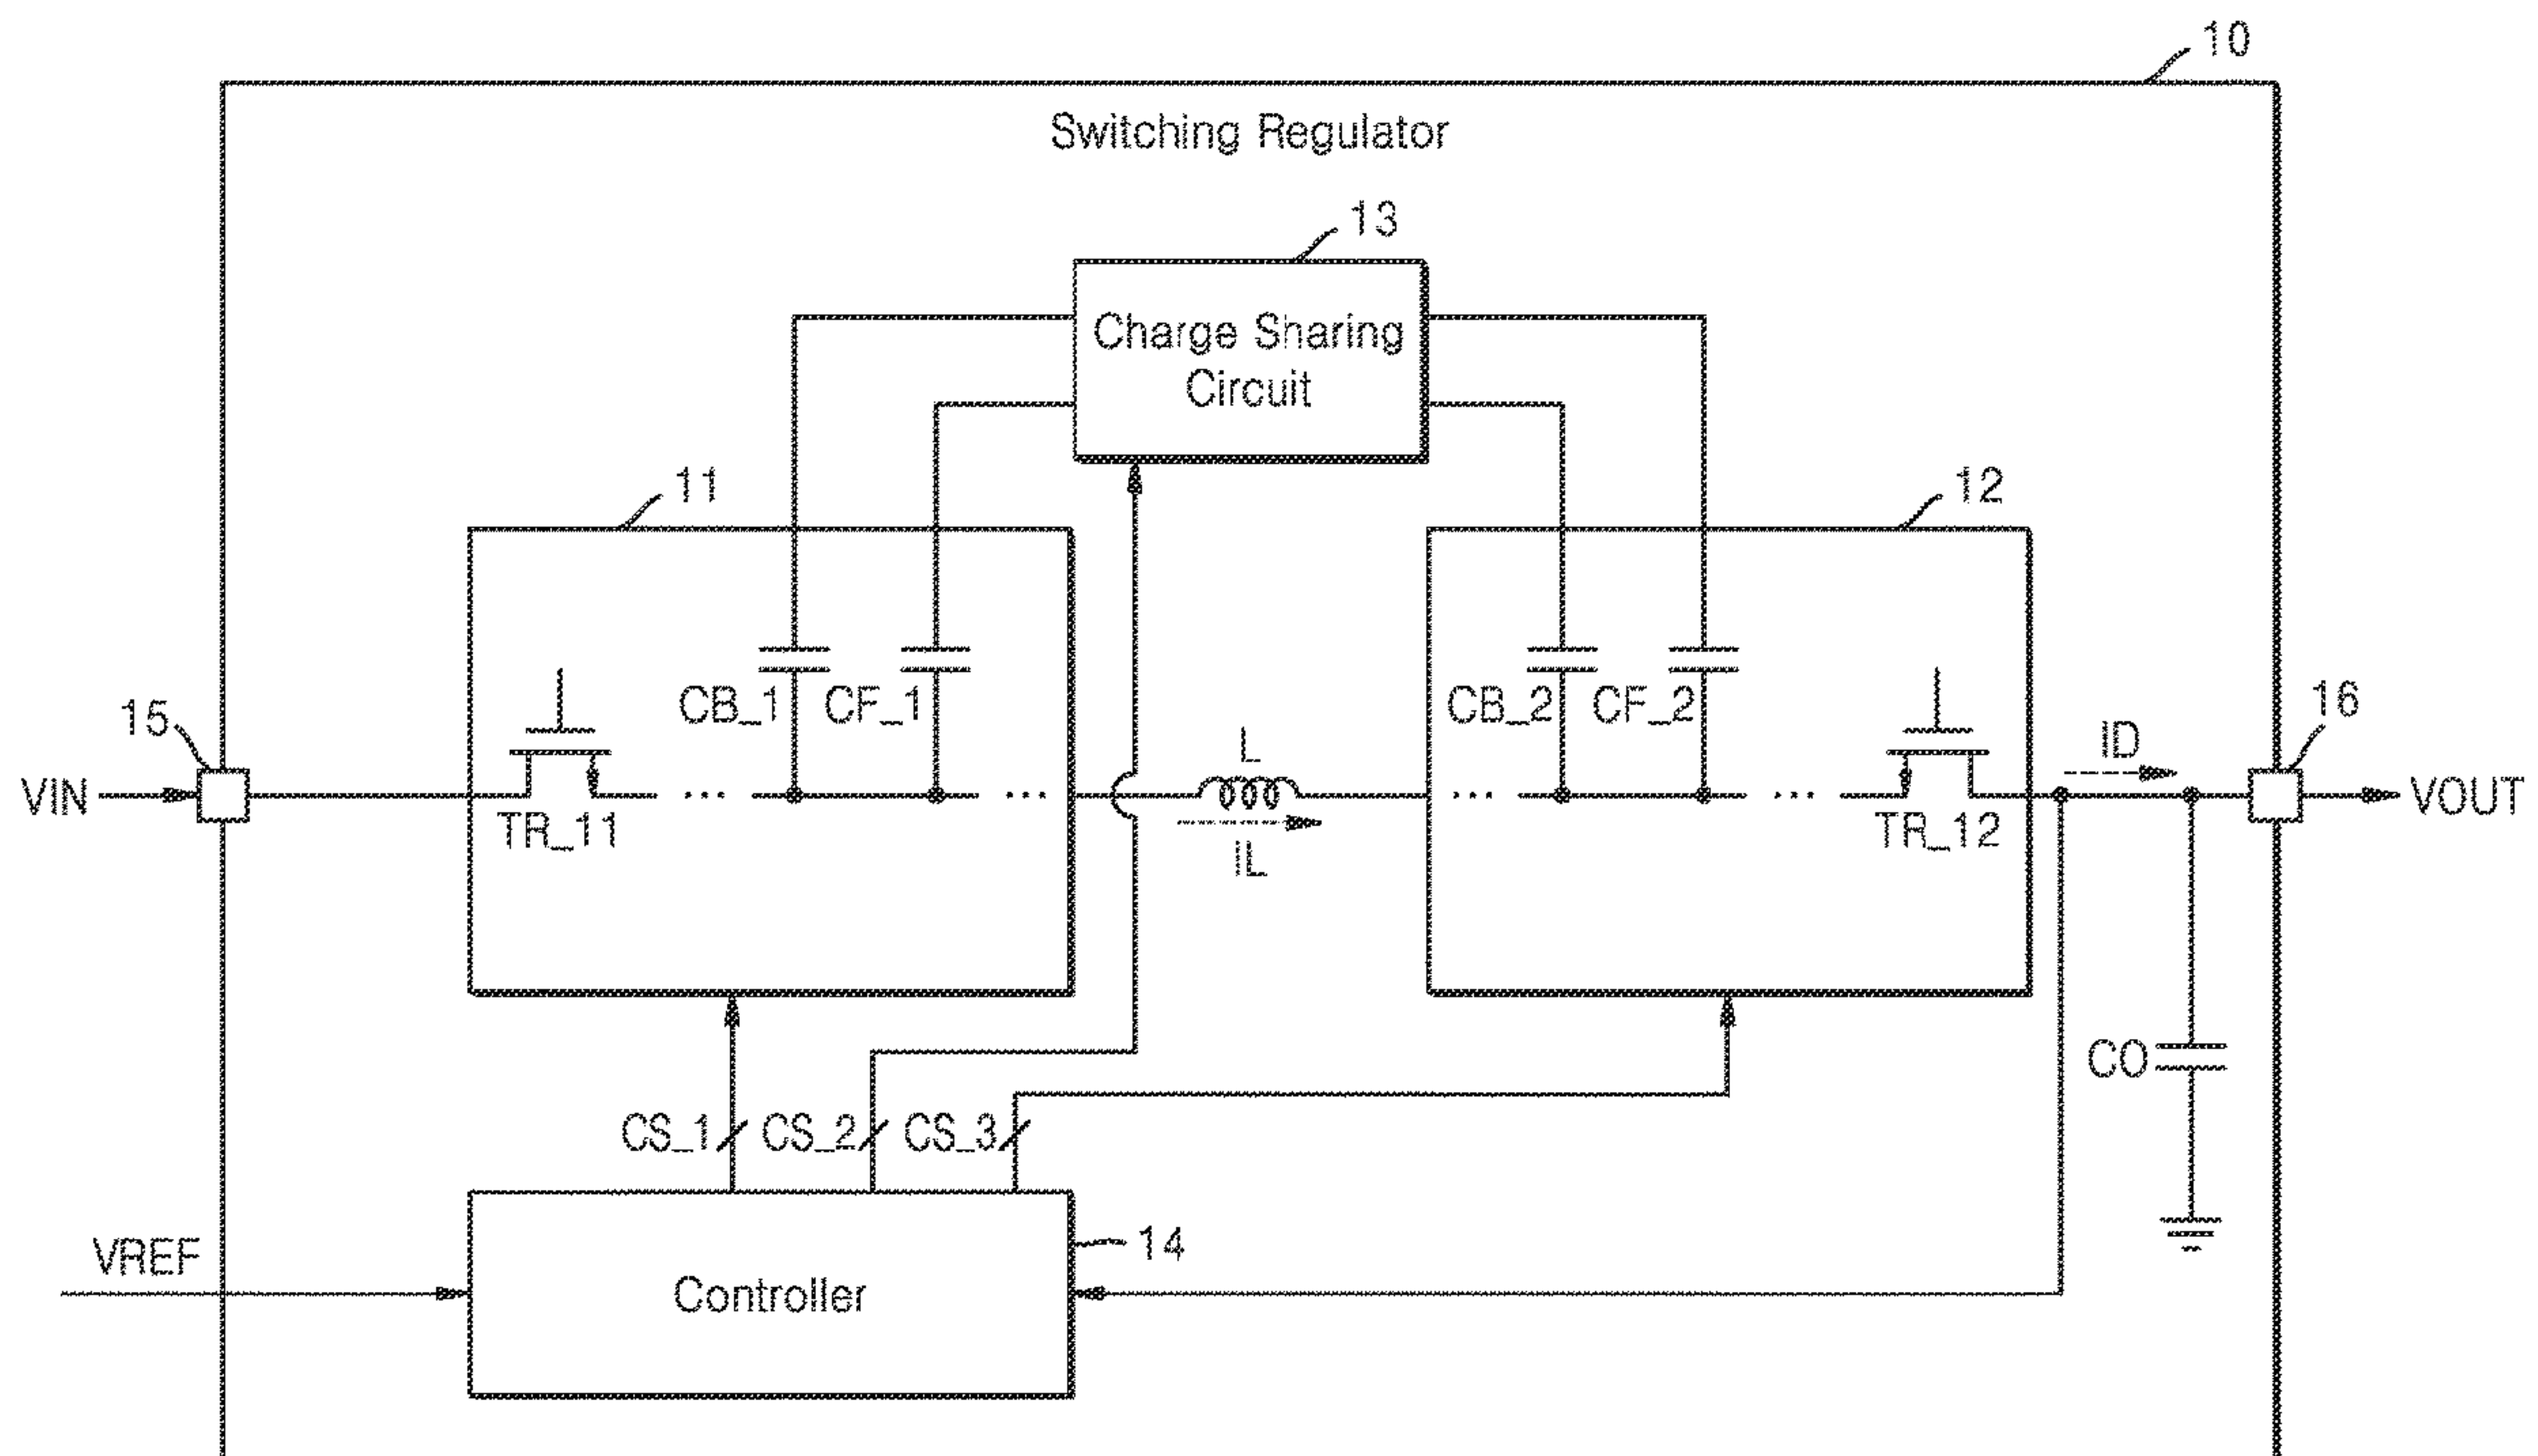 10
Switching Regulator
13
Charge Sharing
Circuit
11
12
CB_1
CF_1
CB_2
CF_2
15
16
L
ID
VIN
VOUT
TR_11
TR_12
IL
CO
CS_1
CS_2
CS_3
14
VREF
Controller